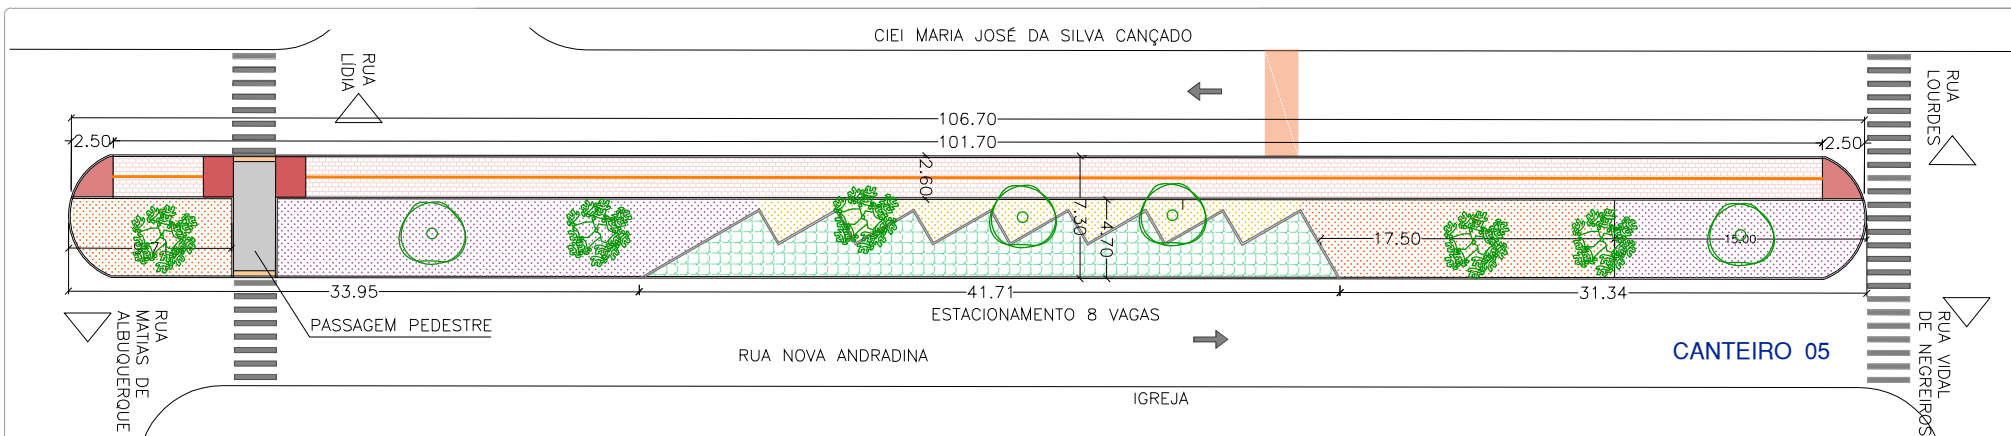 CIEI MARIA JOSÉ DA SILVA CANÇADO
RUA
LÍDIA
RUA
LOURDES
106.70
2.50
101.70
2.50
2.60
7.30
4.70
17.50
15.00
33.95
41.71
31.34
ESTACIONAMENTO 8 VAGAS
PASSAGEM PEDESTRE
RUA NOVA ANDRADINA
CANTEIRO 05
RUA
MATIAS DE
ALBUQUERQUE
RUA VIDAL
DE NEGREIROS
IGREJA